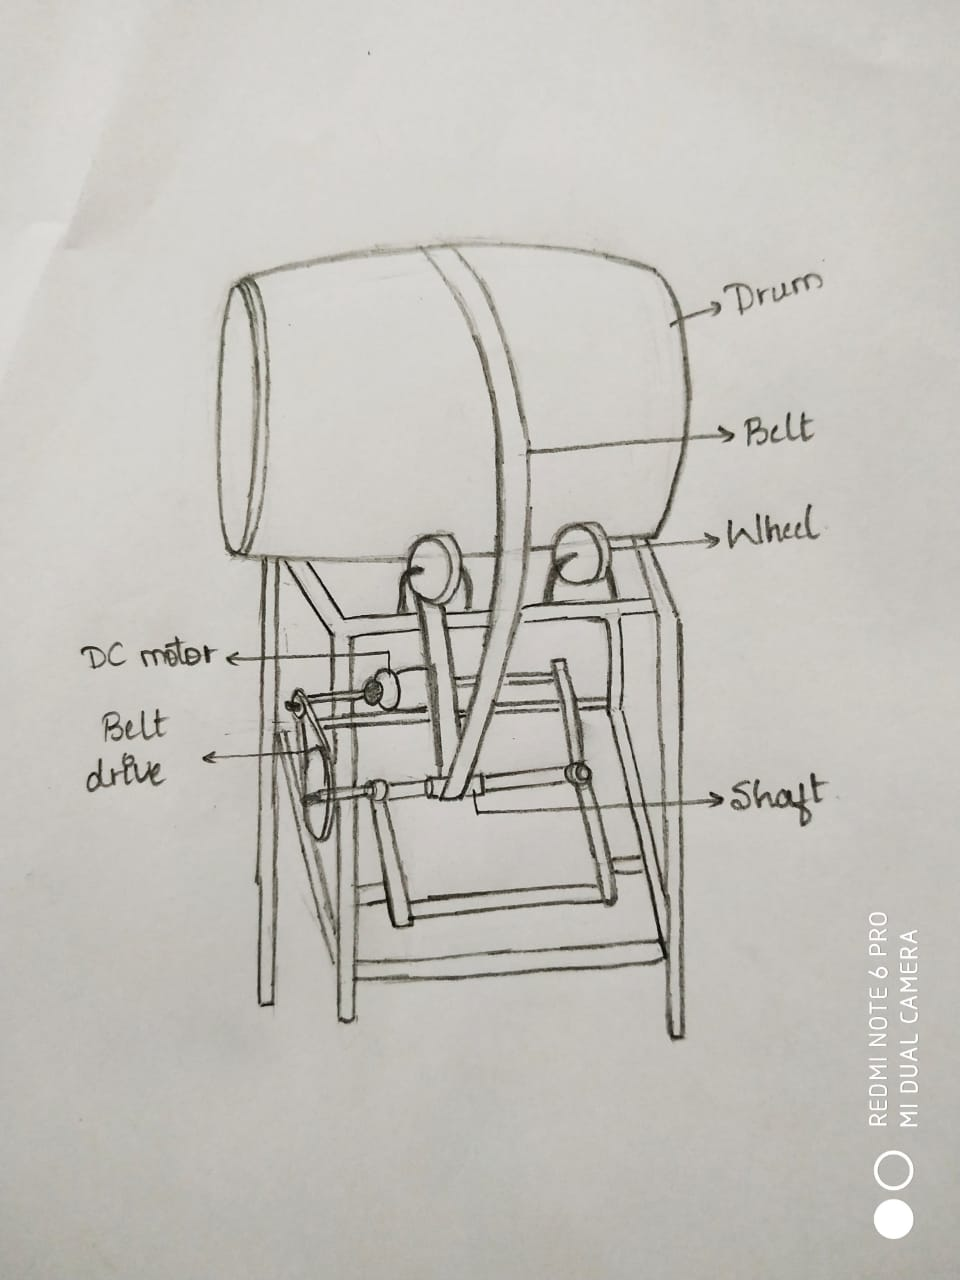 Drum
Belt
Wheel
DC motor
Belt
drive
Shaft
REDMI NOTE 6 PRO
MI DUAL CAMERA